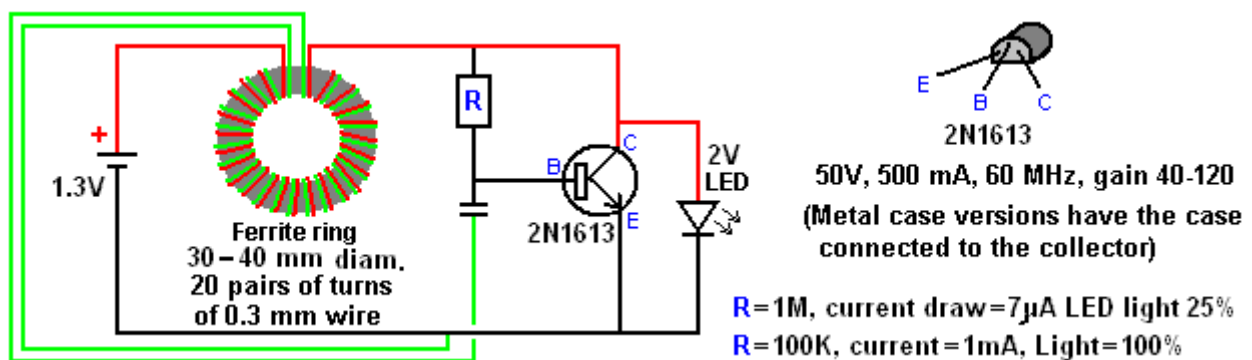 +
1.3V
Ferrite ring
30–40 mm diam.
20 pairs of turns
of 0.3 mm wire
R
B
C
E
2N1613
2V
LED
E
B
C
2N1613
50V, 500 mA, 60 MHz, gain 40-120
(Metal case versions have the case
connected to the collector)
R=1M, current draw=7µA LED light 25%
R=100K, current=1mA, Light=100%